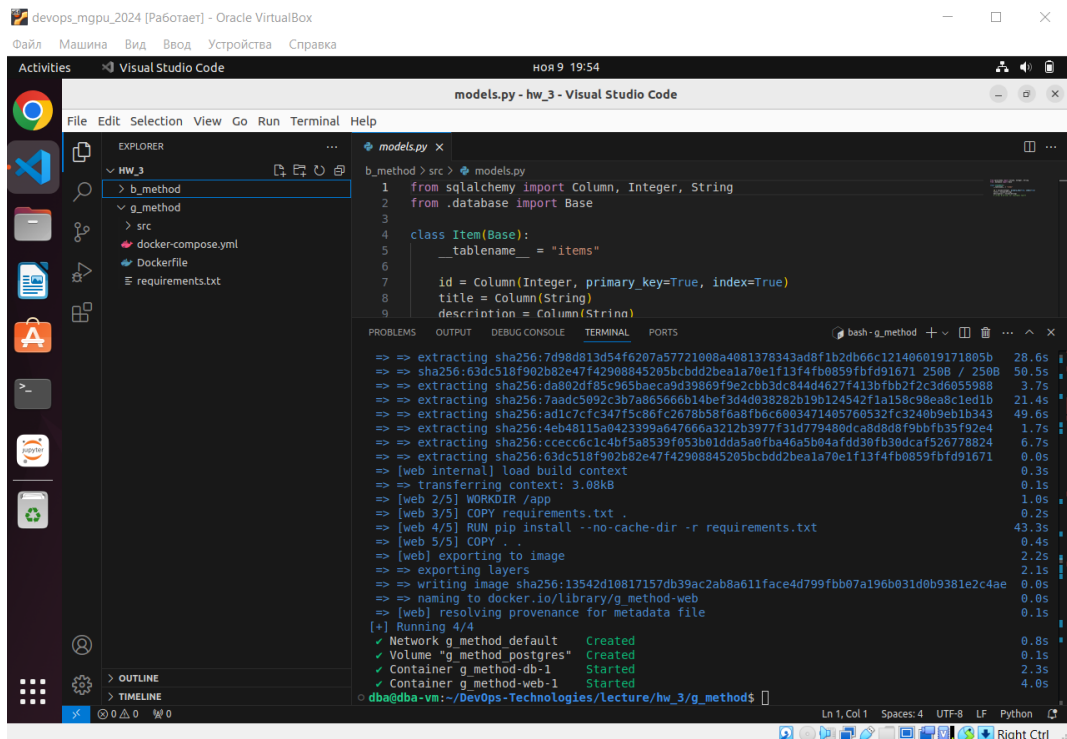 devops_mgpu_2024 [Работает] - Oracle VirtualBox
Файл Машина Вид Ввод Устройства Справка
Activities Visual Studio Code ноя 9 19:54
models.py - hw_3 - Visual Studio Code
File Edit Selection View Go Run Terminal Help
EXPLORER
HW_3
b_method
g_method
src
docker-compose.yml
Dockerfile
requirements.txt
OUTLINE
TIMELINE
models.py
b_method > src > models.py
1 from sqlalchemy import Column, Integer, String
2 from .database import Base
3
4 class Item(Base):
5 __tablename__ = "items"
6
7 id = Column(Integer, primary_key=True, index=True)
8 title = Column(String)
9 description = Column(String)
PROBLEMS OUTPUT DEBUG CONSOLE TERMINAL PORTS bash - g_method
=> => extracting sha256:7d98d813d54f6207a57721008a4081378343ad8f1b2db66c121406019171805b 28.6s
=> => sha256:63dc518f902b82e47f42908845205bcbdd2bea1a70e1f13f4fb0859fbfd91671 250B / 250B 50.5s
=> => extracting sha256:da802df85c965baeca9d39869f9e2cbb3dc844d4627f413bfbb2f2c3d6055988 3.7s
=> => extracting sha256:7aadc5092c3b7a865666b14bef3d4d038282b19b124542f1a158c98ea8c1ed1b 21.4s
=> => extracting sha256:ad1c7cfc347f5c86fc2678b58f6a8fb6c6003471405760532fc3240b9eb1b343 49.6s
=> => extracting sha256:4eb48115a0423399a647666a3212b3977f31d779480dca8d8d8f9bbfb35f92e4 1.7s
=> => extracting sha256:ccecc6c1c4bf5a8539f053b01dda5a0fba46a5b04afdd30fb30dcaf526778824 6.7s
=> => extracting sha256:63dc518f902b82e47f42908845205bcbdd2bea1a70e1f13f4fb0859fbfd91671 0.0s
=> [web internal] load build context 0.3s
=> => transferring context: 3.08kB 0.1s
=> [web 2/5] WORKDIR /app 1.0s
=> [web 3/5] COPY requirements.txt . 0.2s
=> [web 4/5] RUN pip install --no-cache-dir -r requirements.txt 43.3s
=> [web 5/5] COPY . . 0.4s
=> [web] exporting to image 2.2s
=> => exporting layers 2.1s
=> => writing image sha256:13542d10817157db39ac2ab8a611face4d799fbb07a196b031d0b9381e2c4ae 0.0s
=> => naming to docker.io/library/g_method-web 0.0s
=> [web] resolving provenance for metadata file 0.1s
[+] Running 4/4
✔ Network g_method_default Created 0.8s
✔ Volume "g_method_postgres" Created 0.1s
✔ Container g_method-db-1 Started 2.3s
✔ Container g_method-web-1 Started 4.0s
dba@dba-vm:~/DevOps-Technologies/lecture/hw_3/g_method$
0 0 0 Ln 1, Col 1 Spaces: 4 UTF-8 LF Python
Right Ctrl